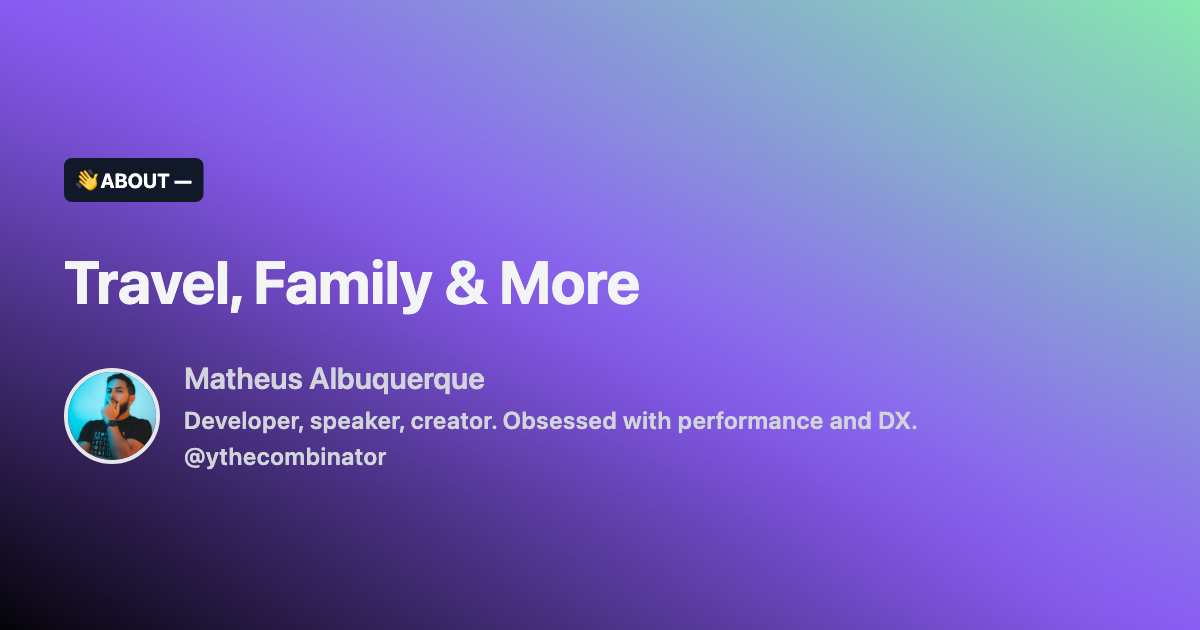 👋ABOUT —
Travel, Family & More
Matheus Albuquerque
Developer, speaker, creator. Obsessed with performance and DX.
@ythecombinator